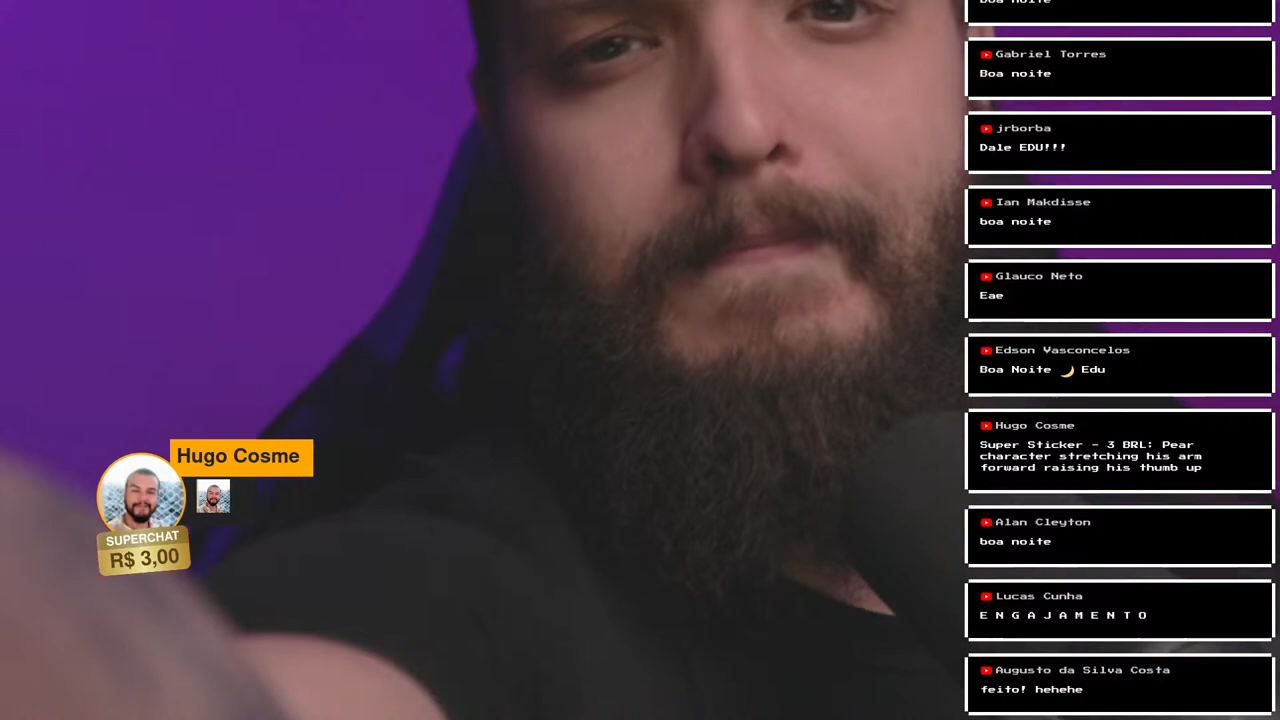 boa noite
Gabriel Torres
Boa noite
jrborba
Dale EDU!!!
Ian Makdisse
boa noite
Glauco Neto
Eae
Edson Vasconcelos
Boa Noite 🌙 Edu
Hugo Cosme
Super Sticker - 3 BRL: Pear
character stretching his arm
forward raising his thumb up
Alan Cleyton
boa noite
Lucas Cunha
E N G A J A M E N T O
Augusto da Silva Costa
feito! hehehe
Hugo Cosme
SUPERCHAT
R$ 3,00